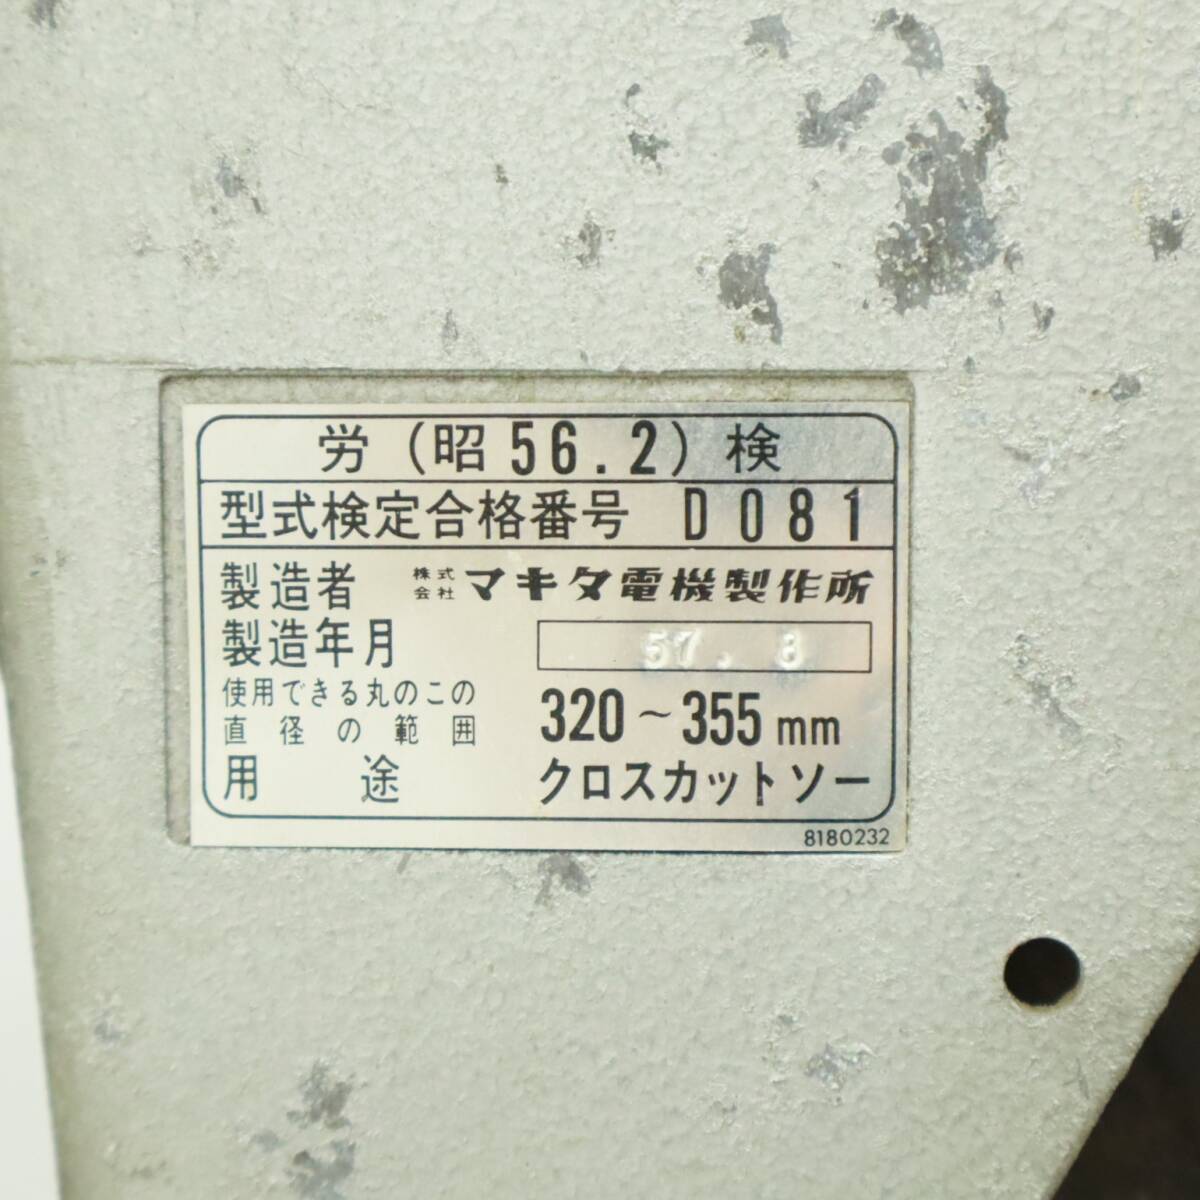 労（昭56.2）検
型式検定合格番号 D081
製造者 株式会社 マキタ電機製作所
製造年月 57. 8
使用できる丸のこの
直径の範囲 320～355mm
用途 クロスカットソー
8180232